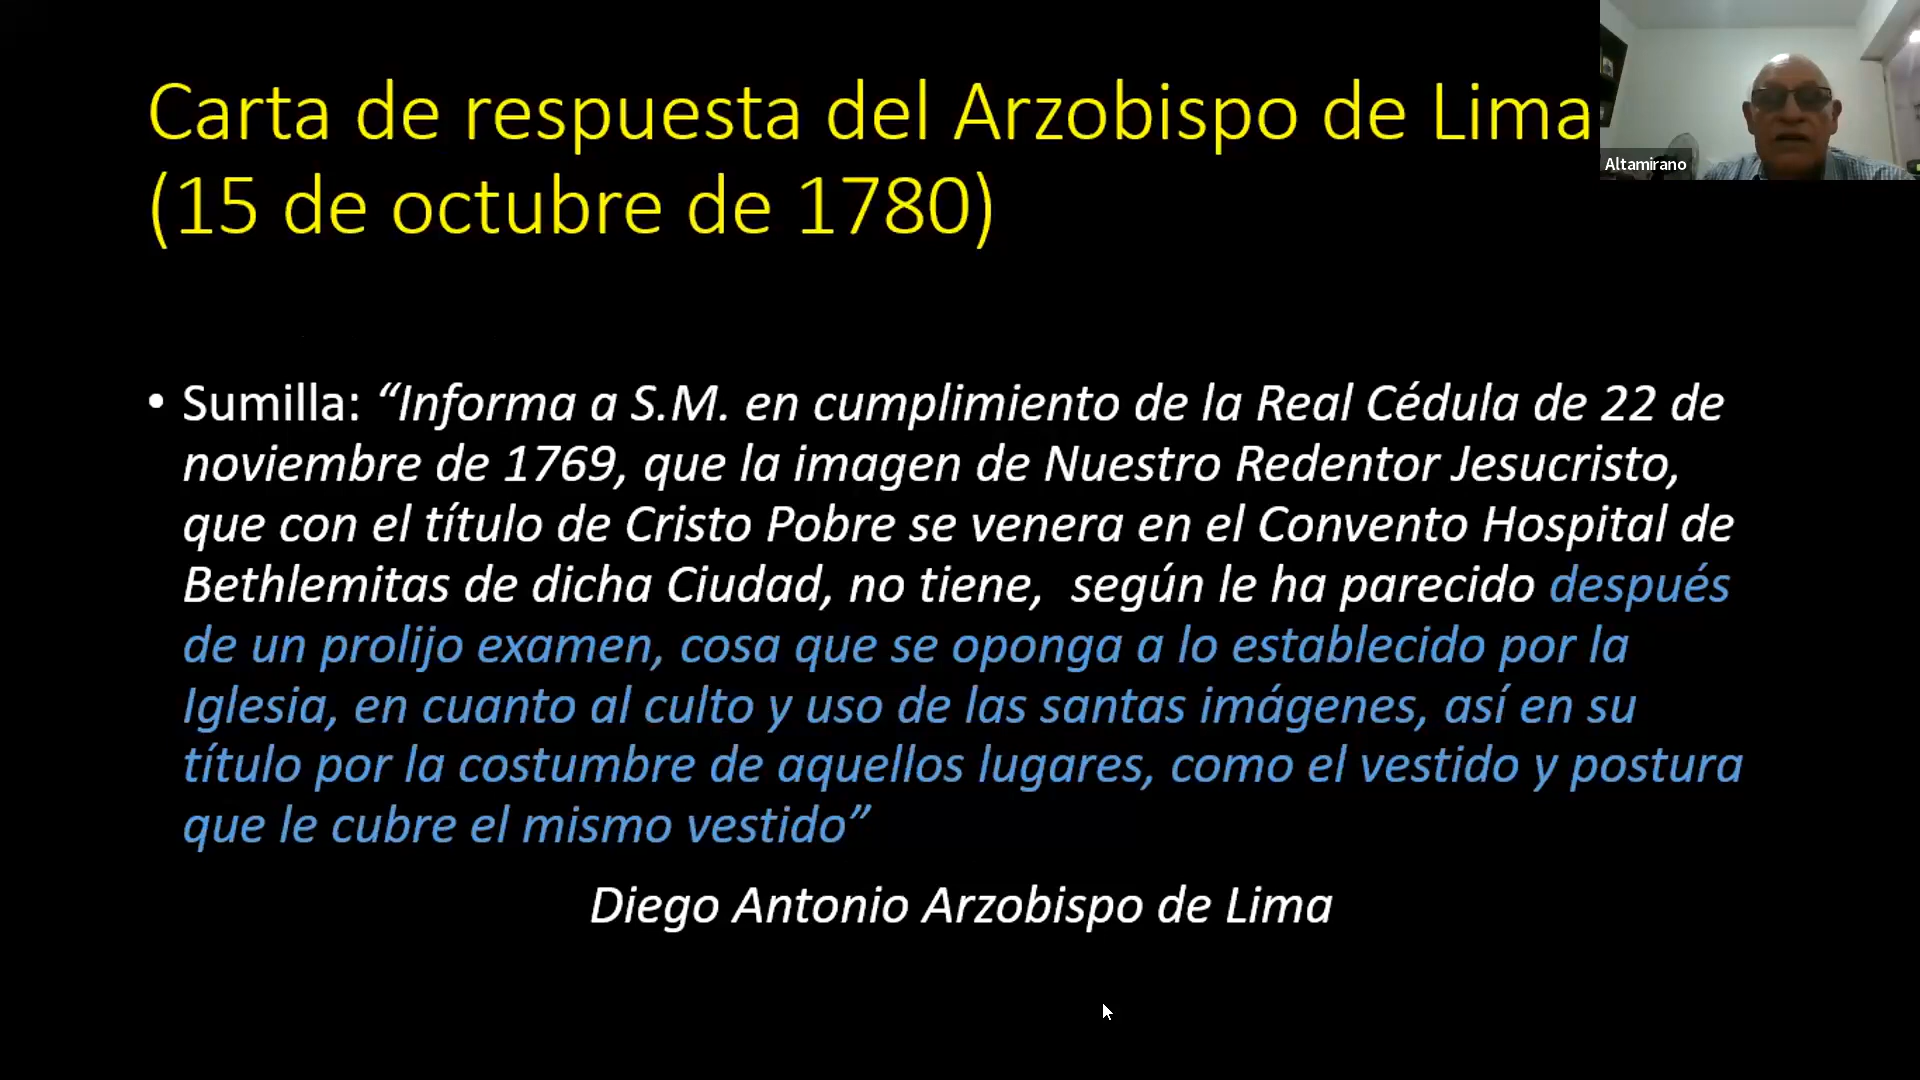 Carta de respuesta del Arzobispo de Lima
(15 de octubre de 1780)
Altamirano
• Sumilla: “Informa a S.M. en cumplimiento de la Real Cédula de 22 de
noviembre de 1769, que la imagen de Nuestro Redentor Jesucristo,
que con el título de Cristo Pobre se venera en el Convento Hospital de
Bethlemitas de dicha Ciudad, no tiene,  según le ha parecido después
de un prolijo examen, cosa que se oponga a lo establecido por la
Iglesia, en cuanto al culto y uso de las santas imágenes, así en su
título por la costumbre de aquellos lugares, como el vestido y postura
que le cubre el mismo vestido”
Diego Antonio Arzobispo de Lima